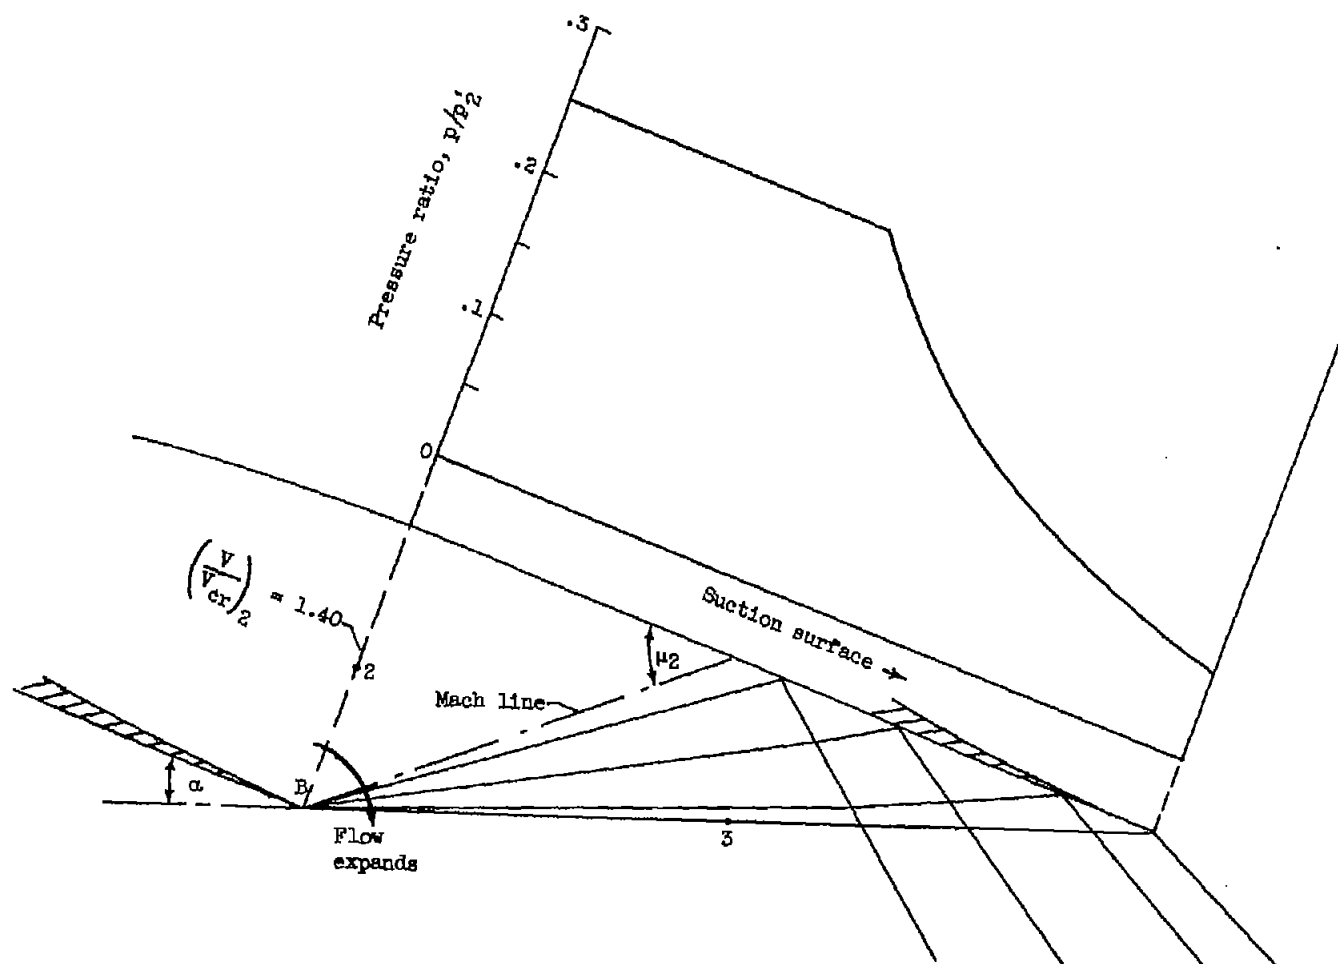 .3
Pressure ratio, p/p₂'
.2
.1
0
(V/Vcr)₂ = 1.40
2
μ₂
Suction surface →
Mach line
B
α
Flow
expands
3